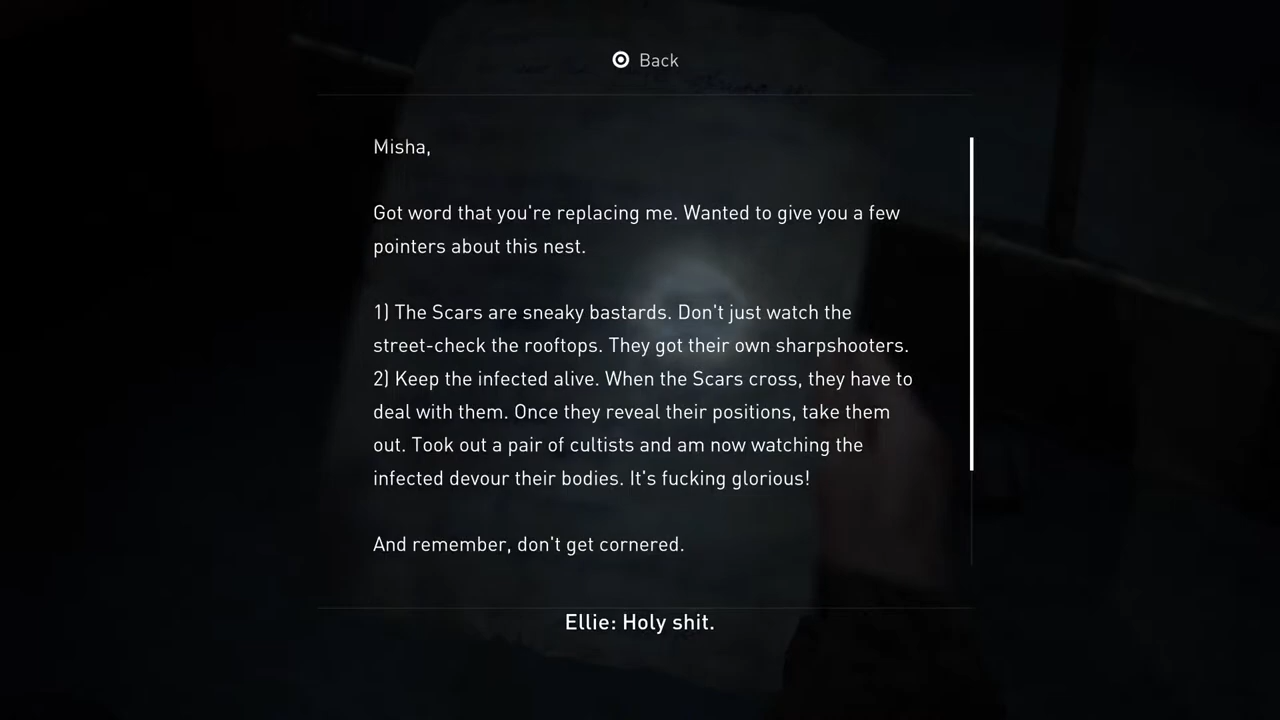 Back
Misha,
Got word that you're replacing me. Wanted to give you a few
pointers about this nest.
1) The Scars are sneaky bastards. Don't just watch the
street-check the rooftops. They got their own sharpshooters.
2) Keep the infected alive. When the Scars cross, they have to
deal with them. Once they reveal their positions, take them
out. Took out a pair of cultists and am now watching the
infected devour their bodies. It's fucking glorious!
And remember, don't get cornered.
Ellie: Holy shit.